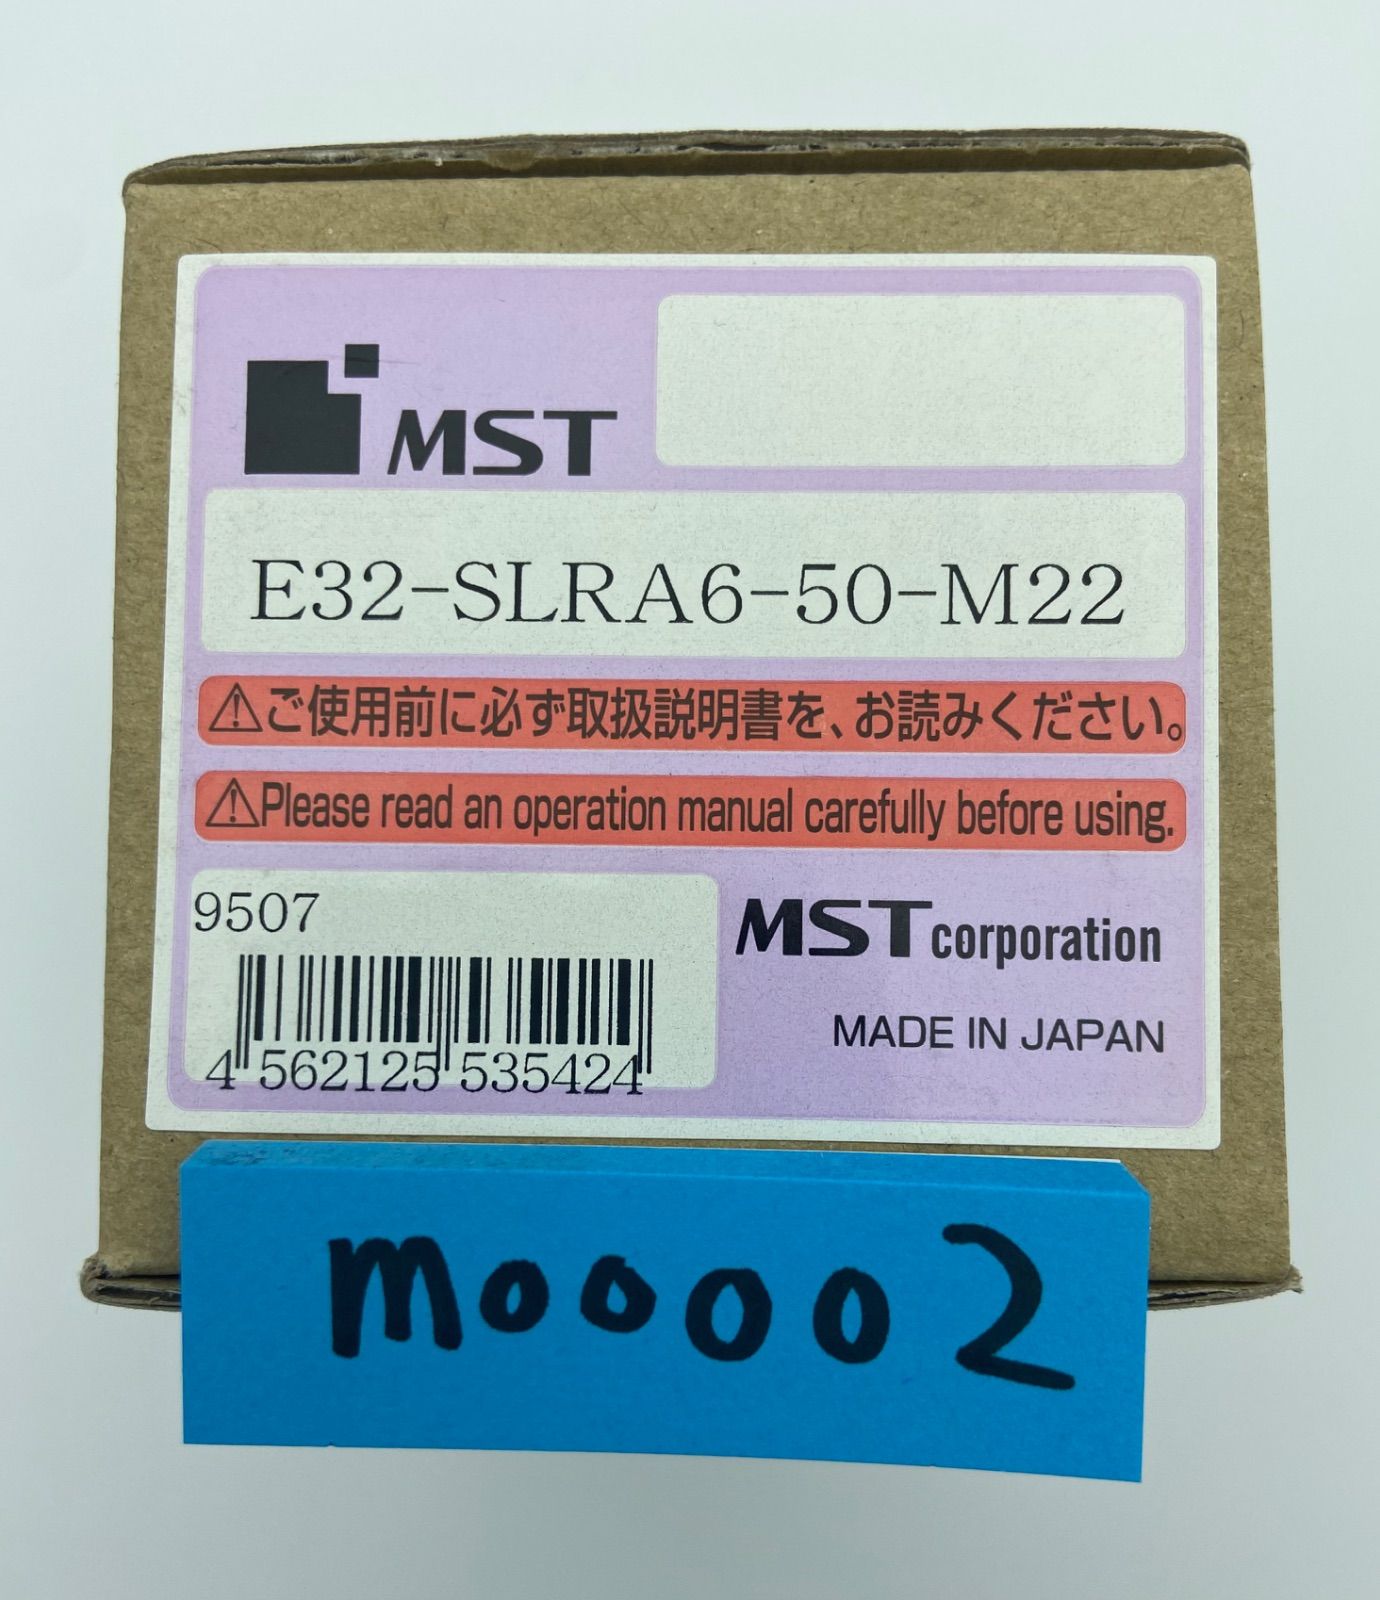 MST
E32-SLRA6-50-M22
⚠ご使用前に必ず取扱説明書を、お読みください。
⚠Please read an operation manual carefully before using.
9507
4 562125 535424
MST corporation
MADE IN JAPAN
m00002